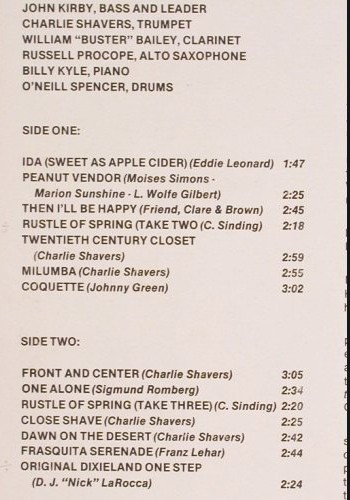 JOHN KIRBY, BASS AND LEADER
CHARLIE SHAVERS, TRUMPET
WILLIAM "BUSTER" BAILEY, CLARINET
RUSSELL PROCOPE, ALTO SAXOPHONE
BILLY KYLE, PIANO
O'NEILL SPENCER, DRUMS
SIDE ONE:
IDA (SWEET AS APPLE CIDER) (Eddie Leonard) 1:47
PEANUT VENDOR (Moises Simons -
Marion Sunshine - L. Wolfe Gilbert) 2:25
THEN I'LL BE HAPPY (Friend, Clare & Brown) 2:45
RUSTLE OF SPRING (TAKE TWO (C. Sinding) 2:18
TWENTIETH CENTURY CLOSET
(Charlie Shavers) 2:59
MILUMBA (Charlie Shavers) 2:55
COQUETTE (Johnny Green) 3:02
SIDE TWO:
FRONT AND CENTER (Charlie Shavers) 3:05
ONE ALONE (Sigmund Romberg) 2:34
RUSTLE OF SPRING (TAKE THREE) (C. Sinding) 2:20
CLOSE SHAVE (Charlie Shavers) 2:25
DAWN ON THE DESERT (Charlie Shavers) 2:42
FRASQUITA SERENADE (Franz Lehar) 2:44
ORIGINAL DIXIELAND ONE STEP
(D. J. "Nick" LaRocca) 2:24